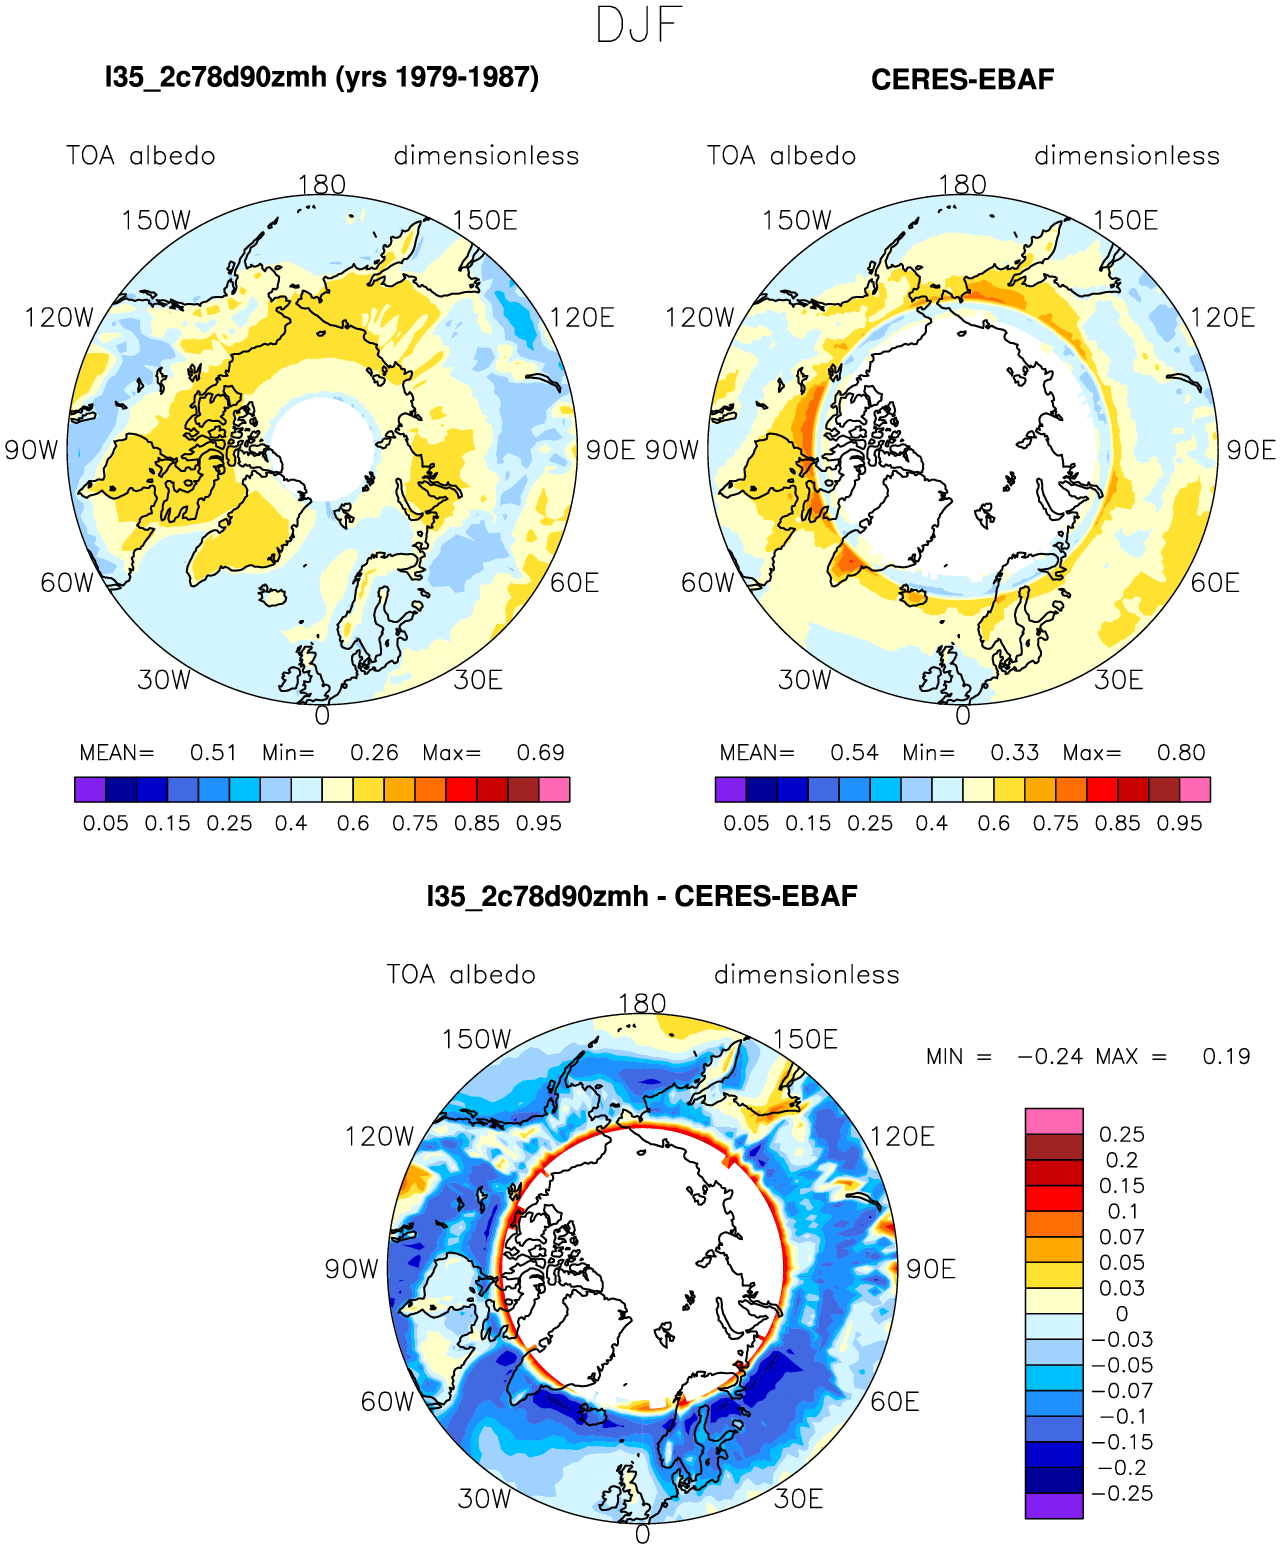 DJF
I35_2c78d90zmh (yrs 1979-1987)
CERES-EBAF
TOA albedo dimensionless
TOA albedo dimensionless
180
180
150W 150E
150W 150E
120W 120E
120W 120E
90W 90E
90W 90E
60W 60E
60W 60E
30W 30E
30W 30E
0
0
MEAN= 0.51 Min= 0.26 Max= 0.69
MEAN= 0.54 Min= 0.33 Max= 0.80
0.05 0.15 0.25 0.4 0.6 0.75 0.85 0.95
0.05 0.15 0.25 0.4 0.6 0.75 0.85 0.95
I35_2c78d90zmh - CERES-EBAF
TOA albedo dimensionless
180
150W 150E
MIN = −0.24 MAX = 0.19
120W 120E
90W 90E
60W 60E
30W 30E
0
0.25
0.2
0.15
0.1
0.07
0.05
0.03
0
−0.03
−0.05
−0.07
−0.1
−0.15
−0.2
−0.25